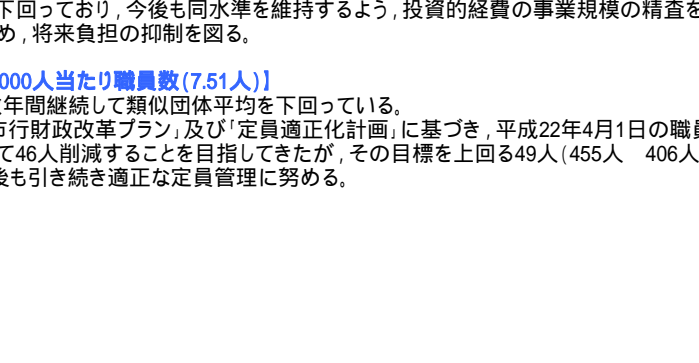 下回っており,今後も同水準を維持するよう,投資的経費の事業規模の精査を
め,将来負担の抑制を図る。
000人当たり職員数(7.51人)】
年間継続して類似団体平均を下回っている。
行財政改革プラン」及び「定員適正化計画」に基づき,平成22年4月1日の職員
て46人削減することを目指してきたが,その目標を上回る49人(455人　406人
後も引き続き適正な定員管理に努める。